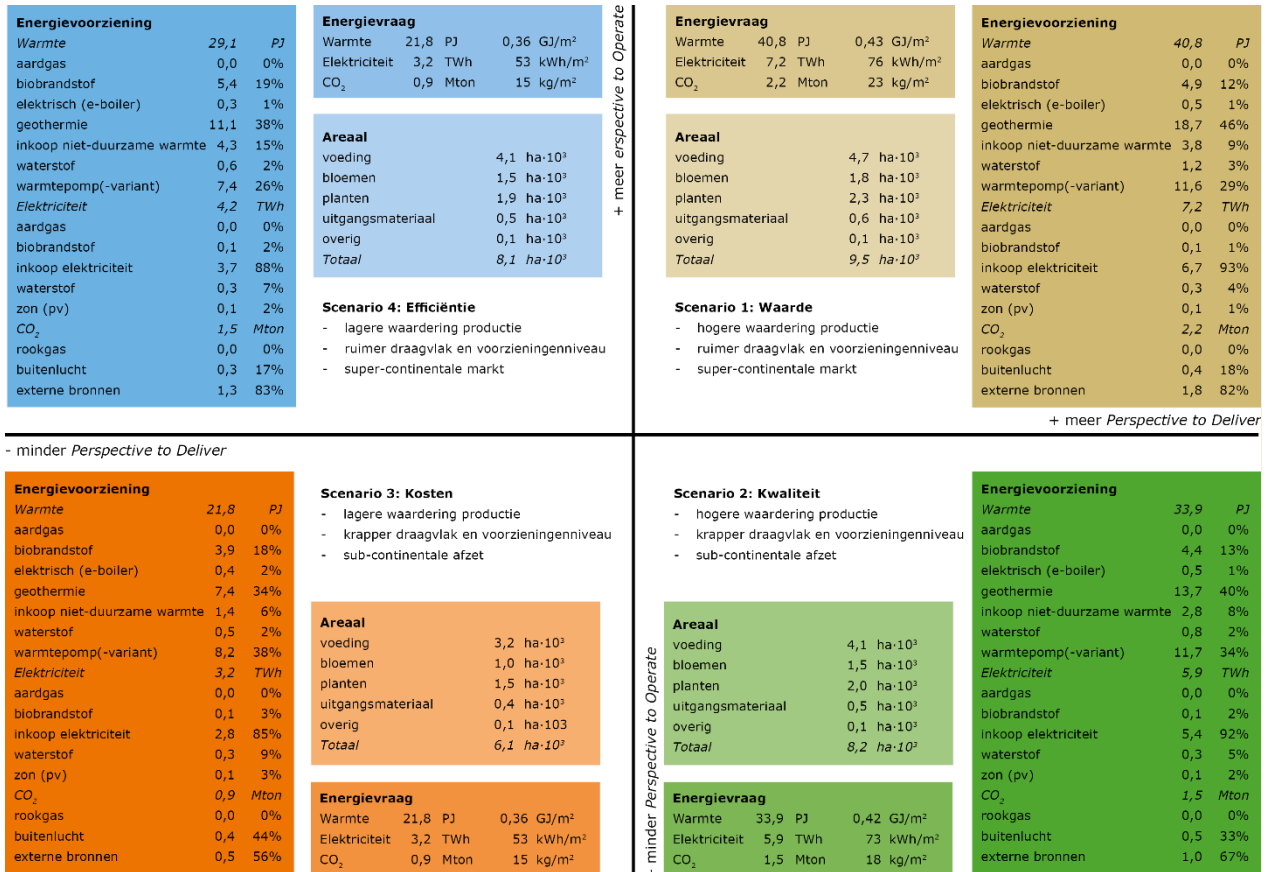 Energievoorziening
Warmte 29,1 PJ
aardgas 0,0 0%
biobrandstof 5,4 19%
elektrisch (e-boiler) 0,3 1%
geothermie 11,1 38%
inkoop niet-duurzame warmte 4,3 15%
waterstof 0,6 2%
warmtepomp(-variant) 7,4 26%
Elektriciteit 4,2 TWh
aardgas 0,0 0%
biobrandstof 0,1 2%
inkoop elektriciteit 3,7 88%
waterstof 0,3 7%
zon (pv) 0,1 2%
CO₂ 1,5 Mton
rookgas 0,0 0%
buitenlucht 0,3 17%
externe bronnen 1,3 83%
Energievraag
Warmte 21,8 PJ 0,36 GJ/m²
Elektriciteit 3,2 TWh 53 kWh/m²
CO₂ 0,9 Mton 15 kg/m²
Areaal
voeding 4,1 ha·10³
bloemen 1,5 ha·10³
planten 1,9 ha·10³
uitgangsmateriaal 0,5 ha·10³
overig 0,1 ha·10³
Totaal 8,1 ha·10³
Scenario 4: Efficiëntie
- lagere waardering productie
- ruimer draagvlak en voorzieningenniveau
- super-continentale markt
+ meer erspective to Operate
Energievraag
Warmte 40,8 PJ 0,43 GJ/m²
Elektriciteit 7,2 TWh 76 kWh/m²
CO₂ 2,2 Mton 23 kg/m²
Areaal
voeding 4,7 ha·10³
bloemen 1,8 ha·10³
planten 2,3 ha·10³
uitgangsmateriaal 0,6 ha·10³
overig 0,1 ha·10³
Totaal 9,5 ha·10³
Scenario 1: Waarde
- hogere waardering productie
- ruimer draagvlak en voorzieningenniveau
- super-continentale markt
Energievoorziening
Warmte 40,8 PJ
aardgas 0,0 0%
biobrandstof 4,9 12%
elektrisch (e-boiler) 0,5 1%
geothermie 18,7 46%
inkoop niet-duurzame warmte 3,8 9%
waterstof 1,2 3%
warmtepomp(-variant) 11,6 29%
Elektriciteit 7,2 TWh
aardgas 0,0 0%
biobrandstof 0,1 1%
inkoop elektriciteit 6,7 93%
waterstof 0,3 4%
zon (pv) 0,1 1%
CO₂ 2,2 Mton
rookgas 0,0 0%
buitenlucht 0,4 18%
externe bronnen 1,8 82%
+ meer Perspective to Deliver
- minder Perspective to Deliver
Energievoorziening
Warmte 21,8 PJ
aardgas 0,0 0%
biobrandstof 3,9 18%
elektrisch (e-boiler) 0,4 2%
geothermie 7,4 34%
inkoop niet-duurzame warmte 1,4 6%
waterstof 0,5 2%
warmtepomp(-variant) 8,2 38%
Elektriciteit 3,2 TWh
aardgas 0,0 0%
biobrandstof 0,1 3%
inkoop elektriciteit 2,8 85%
waterstof 0,3 9%
zon (pv) 0,1 3%
CO₂ 0,9 Mton
rookgas 0,0 0%
buitenlucht 0,4 44%
externe bronnen 0,5 56%
Scenario 3: Kosten
- lagere waardering productie
- krapper draagvlak en voorzieningenniveau
- sub-continentale afzet
Areaal
voeding 3,2 ha·10³
bloemen 1,0 ha·10³
planten 1,5 ha·10³
uitgangsmateriaal 0,4 ha·10³
overig 0,1 ha·103
Totaal 6,1 ha·10³
Energievraag
Warmte 21,8 PJ 0,36 GJ/m²
Elektriciteit 3,2 TWh 53 kWh/m²
CO₂ 0,9 Mton 15 kg/m²
- minder Perspective to Operate
Scenario 2: Kwaliteit
- hogere waardering productie
- krapper draagvlak en voorzieningenniveau
- sub-continentale afzet
Areaal
voeding 4,1 ha·10³
bloemen 1,5 ha·10³
planten 2,0 ha·10³
uitgangsmateriaal 0,5 ha·10³
overig 0,1 ha·10³
Totaal 8,2 ha·10³
Energievraag
Warmte 33,9 PJ 0,42 GJ/m²
Elektriciteit 5,9 TWh 73 kWh/m²
CO₂ 1,5 Mton 18 kg/m²
Energievoorziening
Warmte 33,9 PJ
aardgas 0,0 0%
biobrandstof 4,4 13%
elektrisch (e-boiler) 0,5 1%
geothermie 13,7 40%
inkoop niet-duurzame warmte 2,8 8%
waterstof 0,8 2%
warmtepomp(-variant) 11,7 34%
Elektriciteit 5,9 TWh
aardgas 0,0 0%
biobrandstof 0,1 2%
inkoop elektriciteit 5,4 92%
waterstof 0,3 5%
zon (pv) 0,1 2%
CO₂ 1,5 Mton
rookgas 0,0 0%
buitenlucht 0,5 33%
externe bronnen 1,0 67%